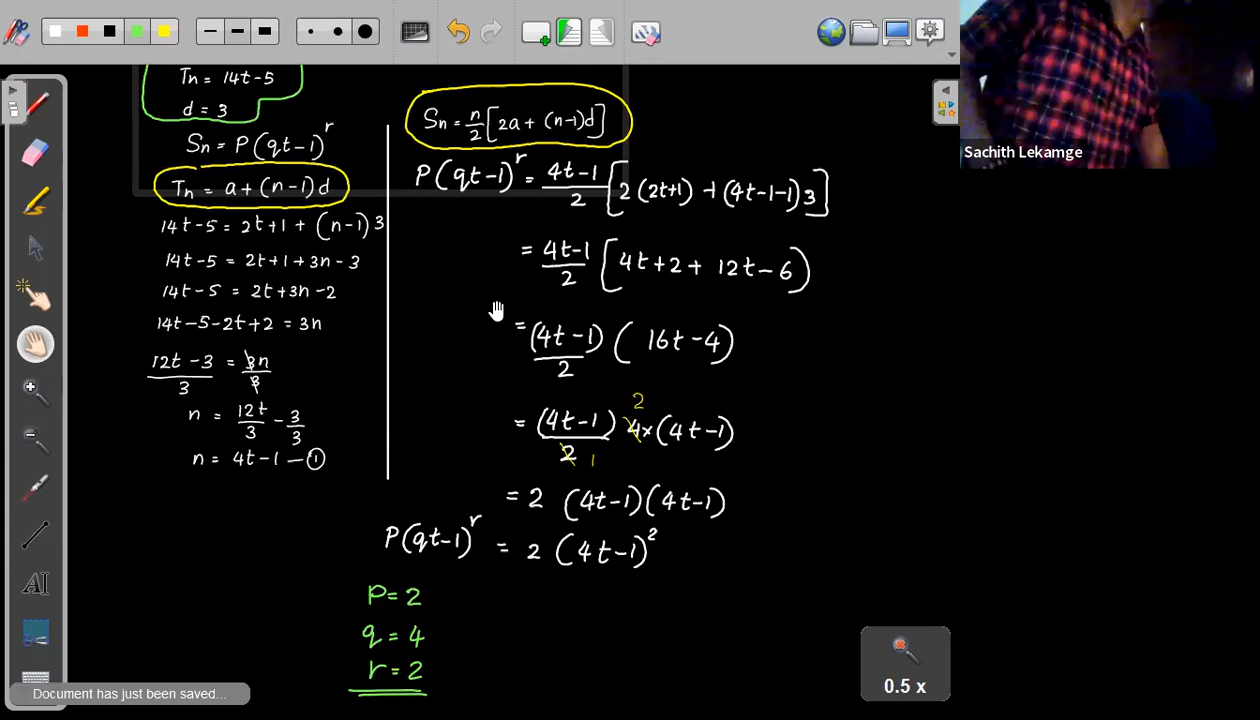 Tn = 14t-5
d = 3
Sn = P(qt-1)^r
Tn = a + (n-1)d
14t-5 = 2t+1 + (n-1)3
14t-5 = 2t+1+3n-3
14t-5 = 2t+3n-2
14t-5-2t+2 = 3n
12t-3/3 = 3n/3
n = 12t/3 - 3/3
n = 4t-1 — ①
Sn = n/2 [2a + (n-1)d]
P(qt-1)^r = 4t-1/2 [2(2t+1) + (4t-1-1)3]
= 4t-1/2 [4t+2+ 12t-6)
= (4t-1)/2 (16t-4)
2
= (4t-1)/2 4×(4t-1)
1
= 2 (4t-1)(4t-1)
P(qt-1)^r = 2 (4t-1)^2
P = 2
q = 4
r = 2
Sachith Lekamge
AI
Document has just been saved...
0.5 x